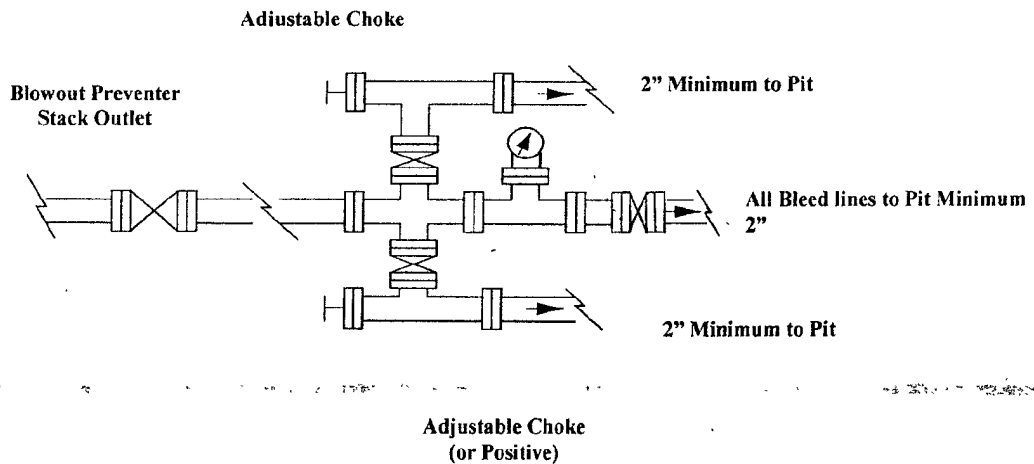 Adjustable Choke
2” Minimum to Pit
Blowout Preventer
Stack Outlet
All Bleed lines to Pit Minimum
2”
2” Minimum to Pit
Adjustable Choke
(or Positive)